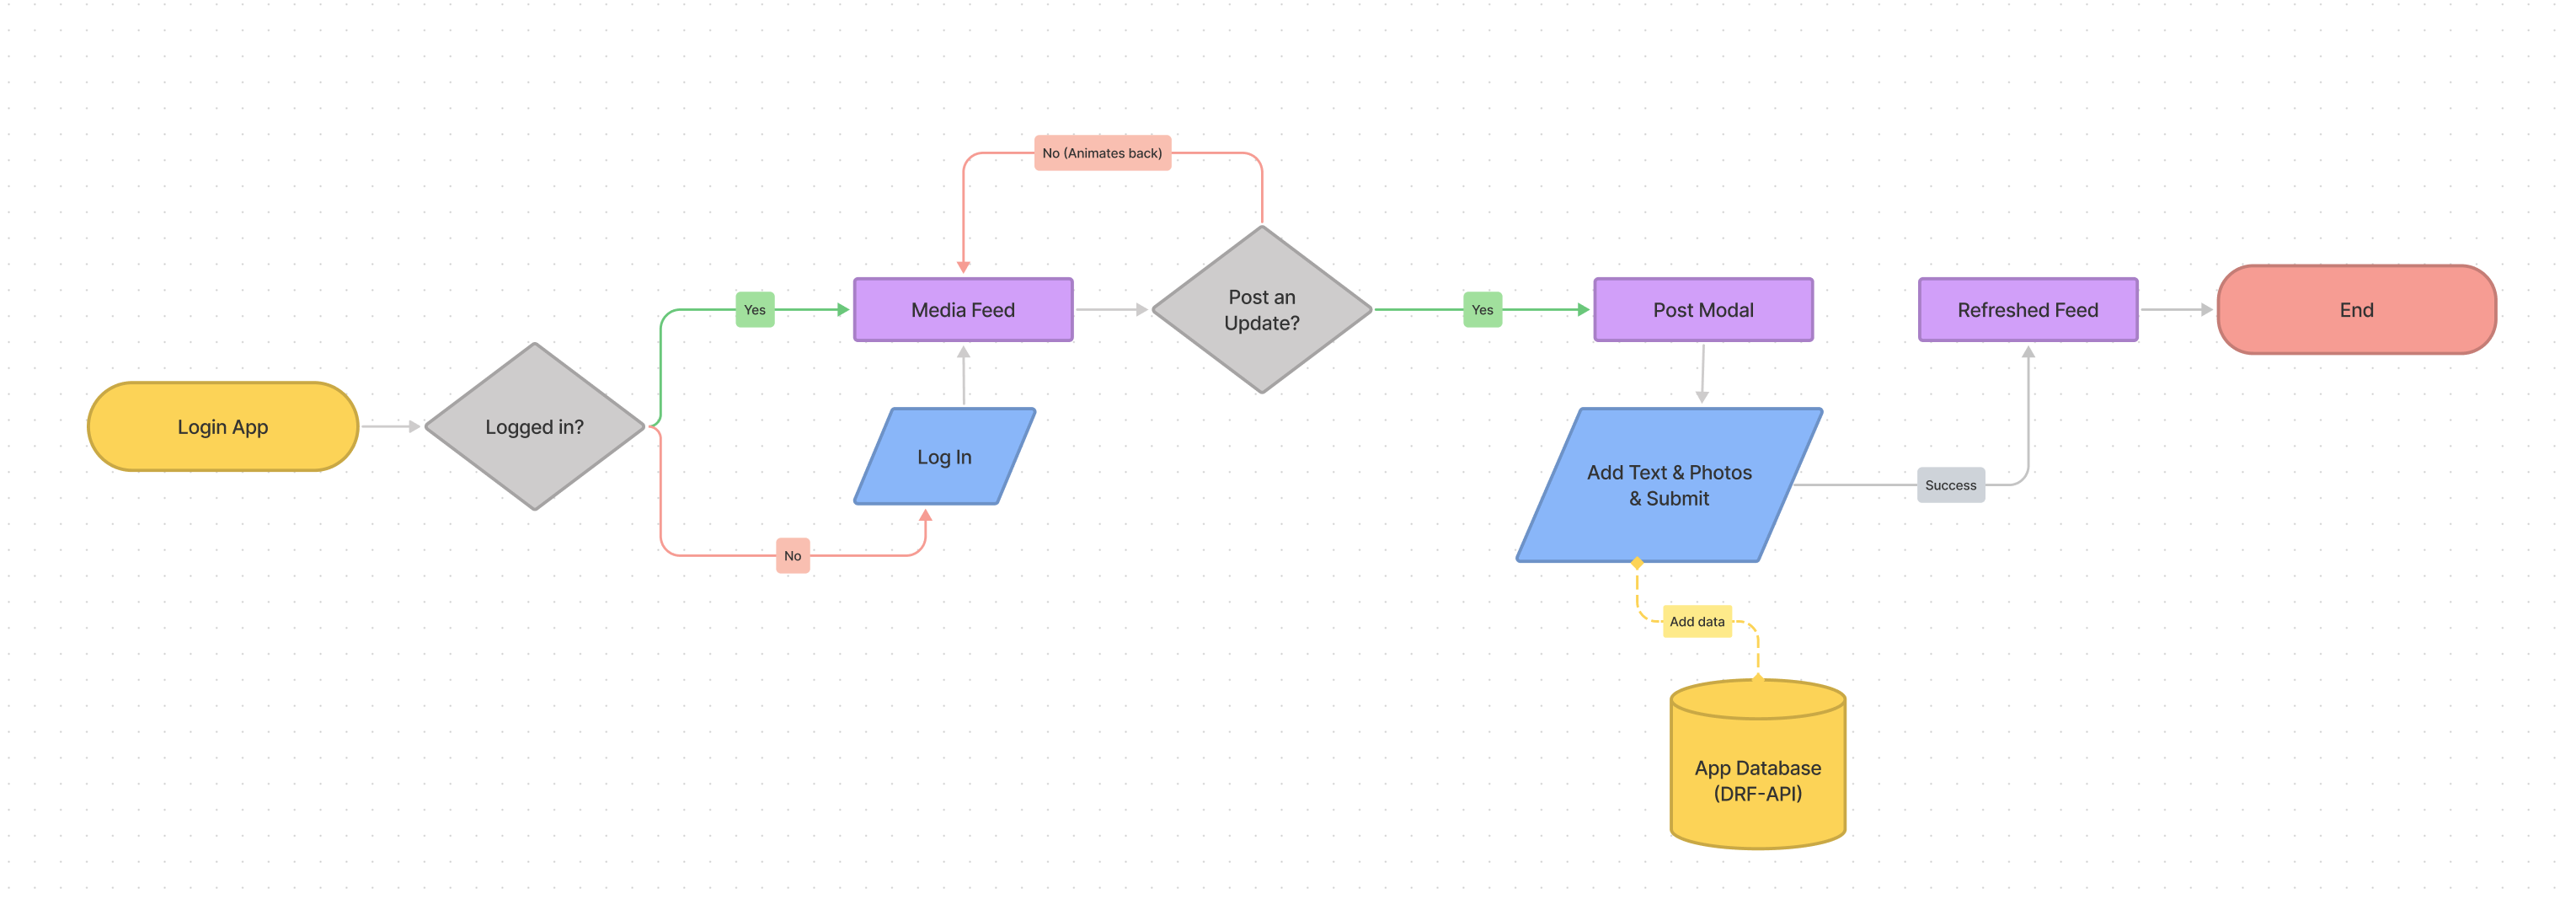 No (Animates back)
Yes
Media Feed
Post an
Update?
Yes
Post Modal
Refreshed Feed
End
Login App
Logged in?
Log In
Add Text & Photos
& Submit
Success
No
Add data
App Database
(DRF-API)